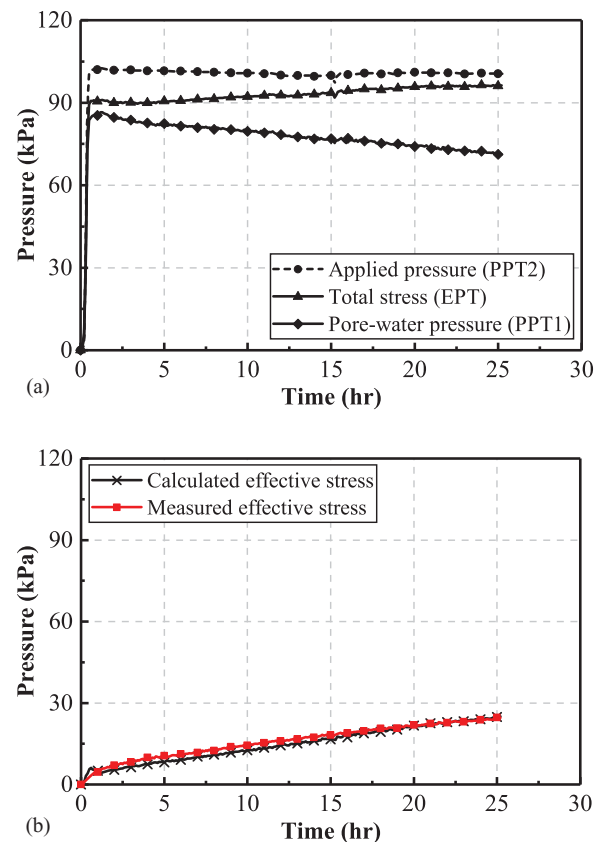 120
90
60
30
0
Pressure (kPa)
Applied pressure (PPT2)
Total stress (EPT)
Pore-water pressure (PPT1)
0 5 10 15 20 25 30
Time (hr)
(a)
120
90
60
30
0
Pressure (kPa)
Calculated effective stress
Measured effective stress
0 5 10 15 20 25 30
Time (hr)
(b)